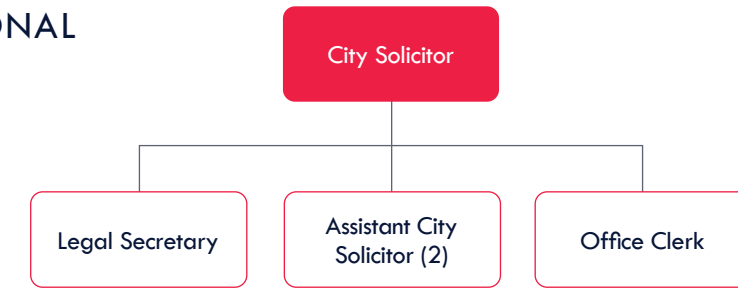 ONAL
City Solicitor
Legal Secretary
Assistant City
Solicitor (2)
Office Clerk